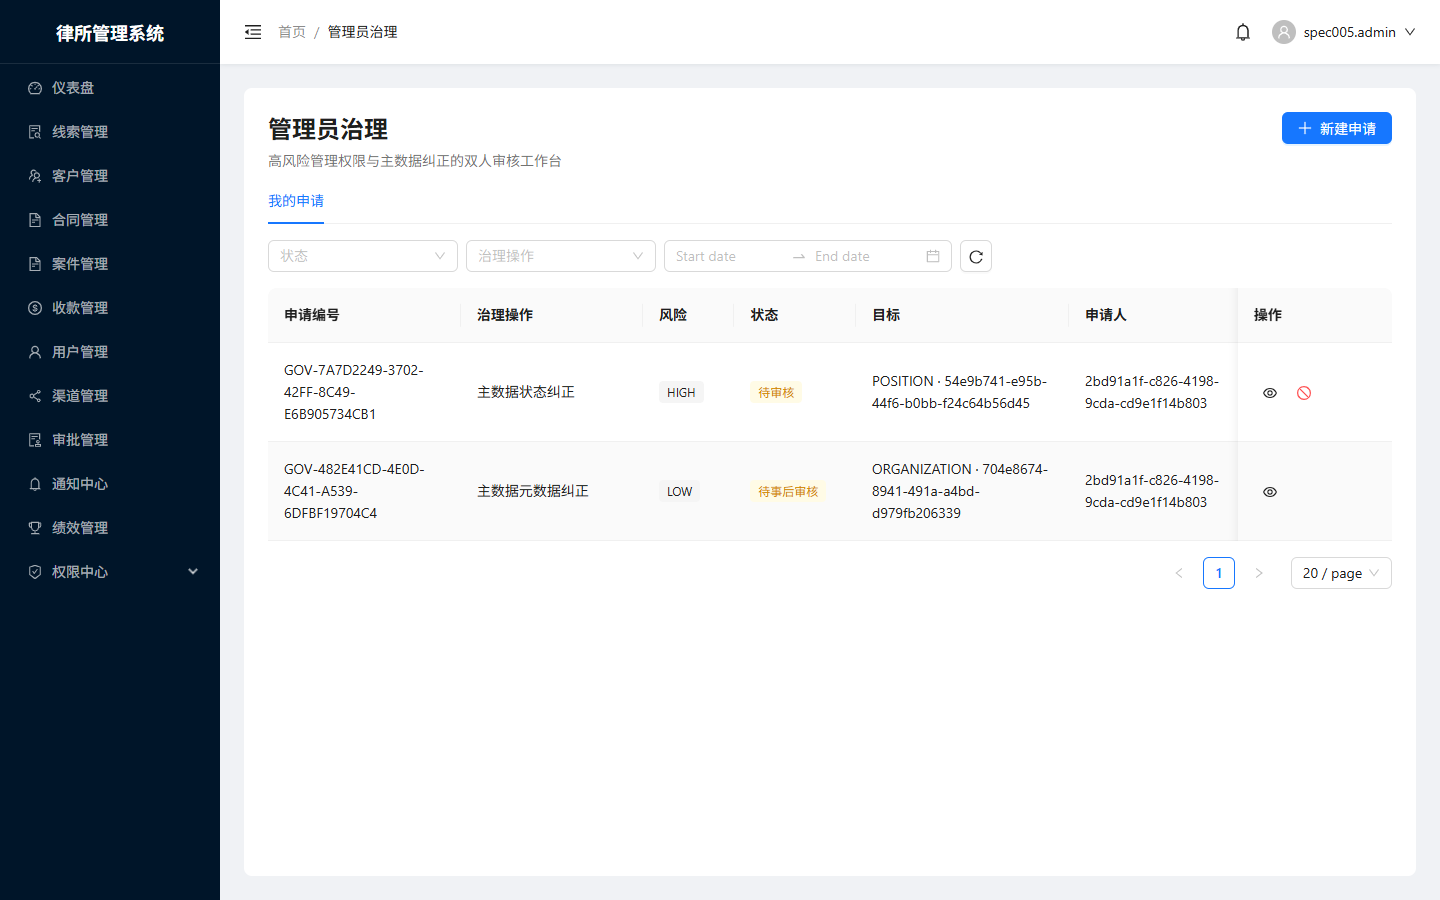 律所管理系统
首页 / 管理员治理
spec005.admin
仪表盘
线索管理
客户管理
合同管理
案件管理
收款管理
用户管理
渠道管理
审批管理
通知中心
绩效管理
权限中心
管理员治理
新建申请
高风险管理权限与主数据纠正的双人审核工作台
我的申请
状态 治理操作 Start date End date
申请编号 治理操作 风险 状态 目标 申请人 操作
GOV-7A7D2249-3702-
42FF-8C49-
E6B905734CB1
主数据状态纠正
HIGH
待审核
POSITION · 54e9b741-e95b-
44f6-b0bb-f24c64b56d45
2bd91a1f-c826-4198-
9cda-cd9e1f14b803
GOV-482E41CD-4E0D-
4C41-A539-
6DFBF19704C4
主数据元数据纠正
LOW
待事后审核
ORGANIZATION · 704e8674-
8941-491a-a4bd-
d979fb206339
2bd91a1f-c826-4198-
9cda-cd9e1f14b803
1
20 / page